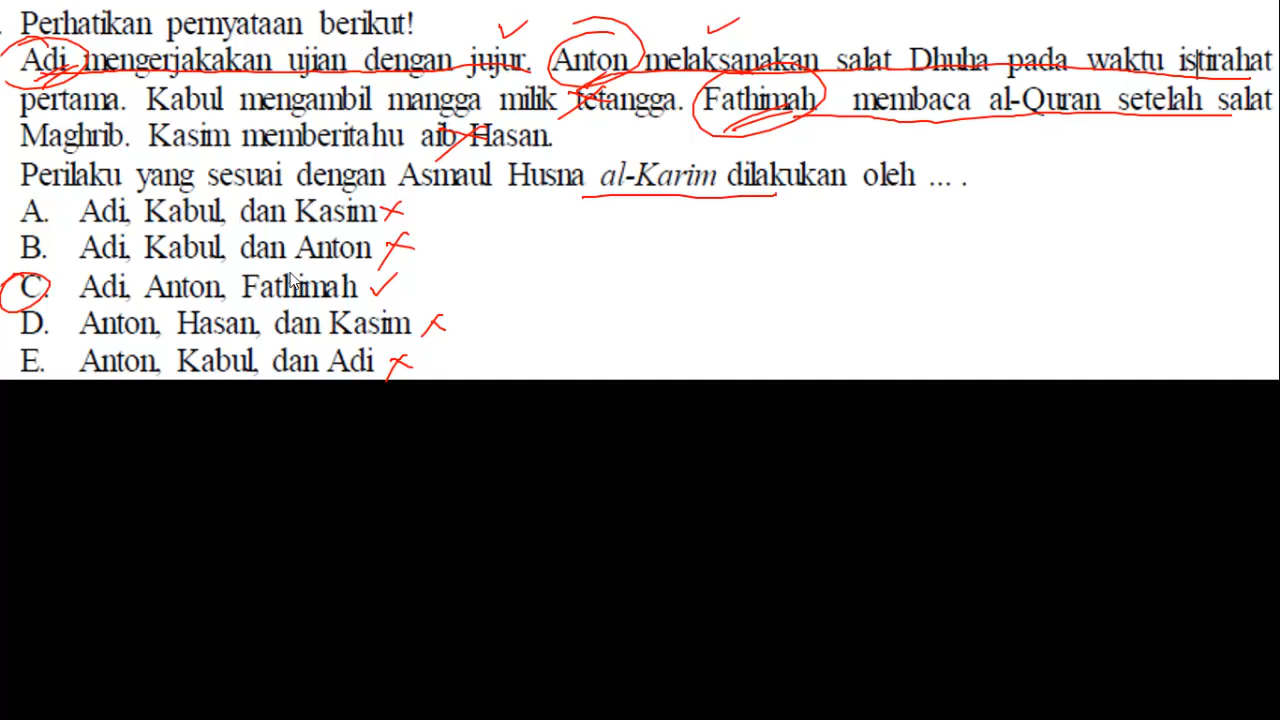 . Perhatikan pernyataan berikut!
Adi mengerjakakan ujian dengan jujur. Anton melaksanakan salat Dhuha pada waktu istirahat
pertama. Kabul mengambil mangga milik tetangga. Fathimah membaca al-Quran setelah salat
Maghrib. Kasim memberitahu aib Hasan.
Perilaku yang sesuai dengan Asmaul Husna al-Karim dilakukan oleh ... .
A. Adi, Kabul, dan Kasim
B. Adi, Kabul, dan Anton
C. Adi, Anton, Fathimah
D. Anton, Hasan, dan Kasim
E. Anton, Kabul, dan Adi